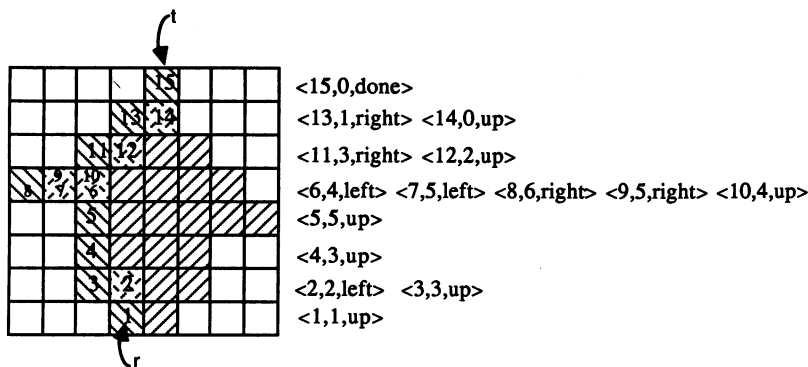 t
15 <15,0,done>
13 14 <13,1,right> <14,0,up>
11 12 <11,3,right> <12,2,up>
8 9 7 10 6 <6,4,left> <7,5,left> <8,6,right> <9,5,right> <10,4,up>
5 <5,5,up>
4 <4,3,up>
3 2 <2,2,left> <3,3,up>
1 <1,1,up>
r